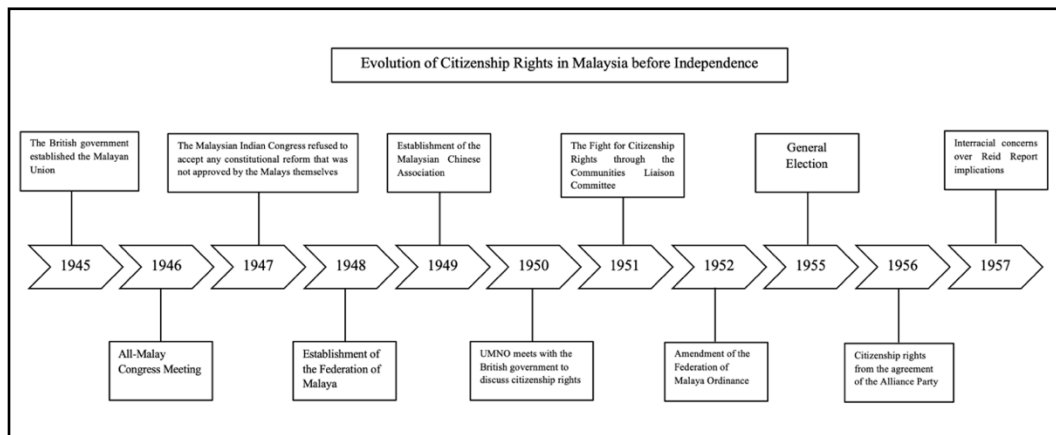 Evolution of Citizenship Rights in Malaysia before Independence
The British government
established the Malayan
Union
The Malaysian Indian Congress refused to
accept any constitutional reform that was
not approved by the Malays themselves
Establishment of the
Malaysian Chinese
Association
The Fight for Citizenship
Rights through the
Communities Liaison
Committee
General
Election
Interracial concerns
over Reid Report
implications
1945
1946
1947
1948
1949
1950
1951
1952
1955
1956
1957
All-Malay
Congress Meeting
Establishment of
the Federation of
Malaya
UMNO meets with the
British government to
discuss citizenship rights
Amendment of the
Federation of
Malaya Ordinance
Citizenship rights
from the agreement
of the Alliance Party